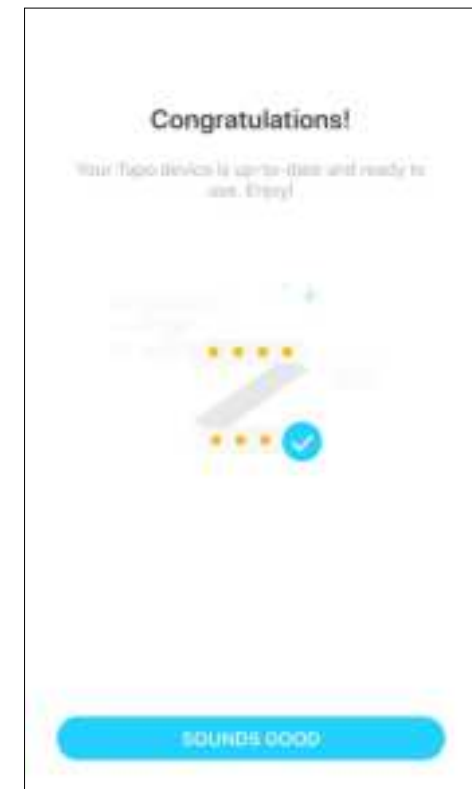 Congratulations!
Your Tapo device is up-to-date and ready to
use. Enjoy!
SOUNDS GOOD